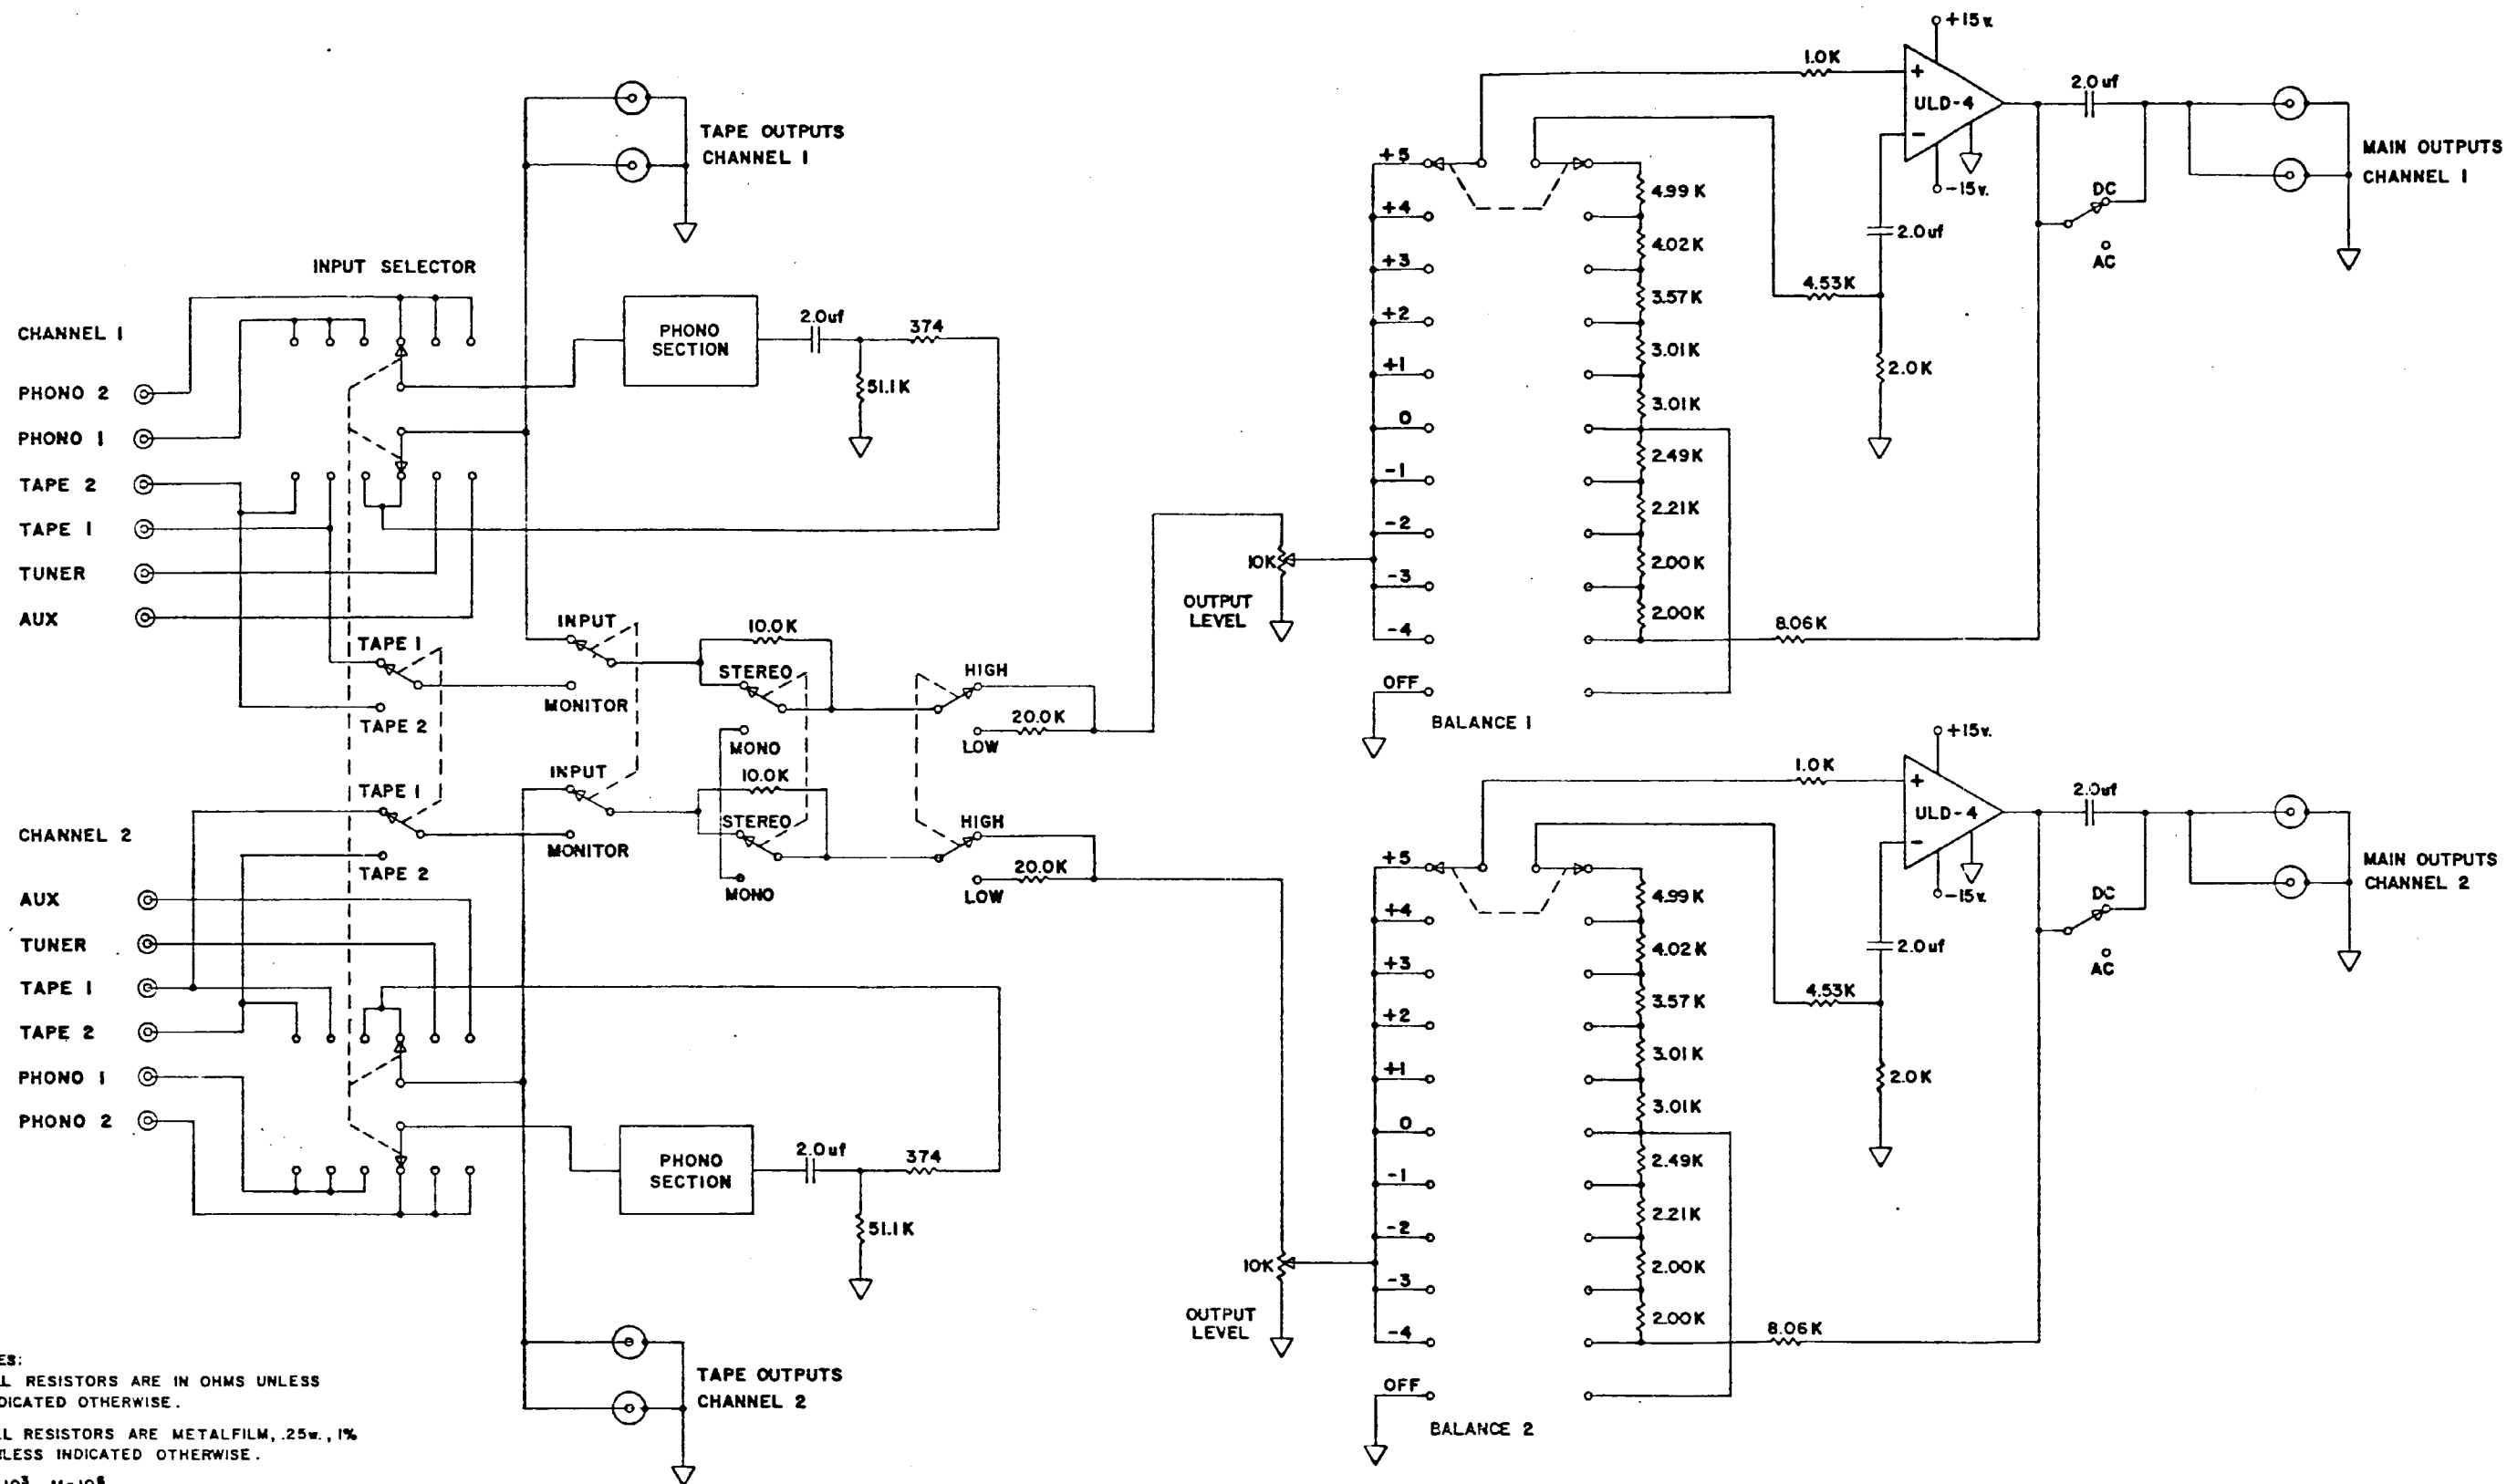 +15v.
1.0K
+
ULD-4
−
-15v.
2.0uf
MAIN OUTPUTS
CHANNEL 1
DC
AC
2.0uf
4.53K
2.0K
TAPE OUTPUTS
CHANNEL 1
INPUT SELECTOR
CHANNEL 1
PHONO 2
PHONO 1
TAPE 2
TAPE 1
TUNER
AUX
PHONO
SECTION
2.0uf
374
51.1K
+5
+4
+3
+2
+1
0
-1
-2
-3
-4
OFF
4.99K
4.02K
3.57K
3.01K
3.01K
2.49K
2.21K
2.00K
2.00K
8.06K
BALANCE 1
10K
OUTPUT
LEVEL
TAPE 1
TAPE 2
INPUT
MONITOR
10.0K
STEREO
MONO
HIGH
20.0K
LOW
TAPE 1
TAPE 2
INPUT
MONITOR
10.0K
STEREO
MONO
HIGH
20.0K
LOW
CHANNEL 2
AUX
TUNER
TAPE 1
TAPE 2
PHONO 1
PHONO 2
PHONO
SECTION
2.0uf
374
51.1K
+15v.
1.0K
+
ULD-4
−
-15v.
2.0uf
MAIN OUTPUTS
CHANNEL 2
DC
AC
2.0uf
4.53K
2.0K
+5
+4
+3
+2
+1
0
-1
-2
-3
-4
OFF
4.99K
4.02K
3.57K
3.01K
3.01K
2.49K
2.21K
2.00K
2.00K
8.06K
BALANCE 2
10K
OUTPUT
LEVEL
TAPE OUTPUTS
CHANNEL 2
RESISTORS ARE IN OHMS UNLESS
OTHERWISE.
RESISTORS ARE METALFILM, .25w., 1%
INDICATED OTHERWISE.